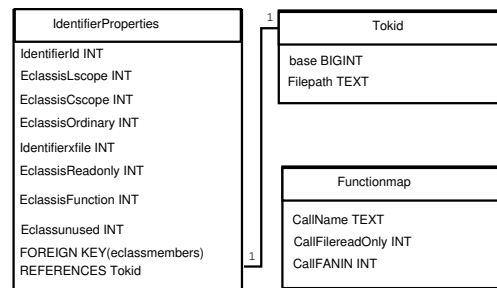 IdentifierProperties
IdentifierId INT
EclassisLscope INT
EclassisCscope INT
EclassisOrdinary INT
Identifierxfile INT
EclassisReadonly INT
EclassisFunction INT
Eclassunused INT
FOREIGN KEY(eclassmembers)
REFERENCES Tokid
1
1
Tokid
base BIGINT
Filepath TEXT
Functionmap
CallName TEXT
CallFilereadOnly INT
CallFANIN INT